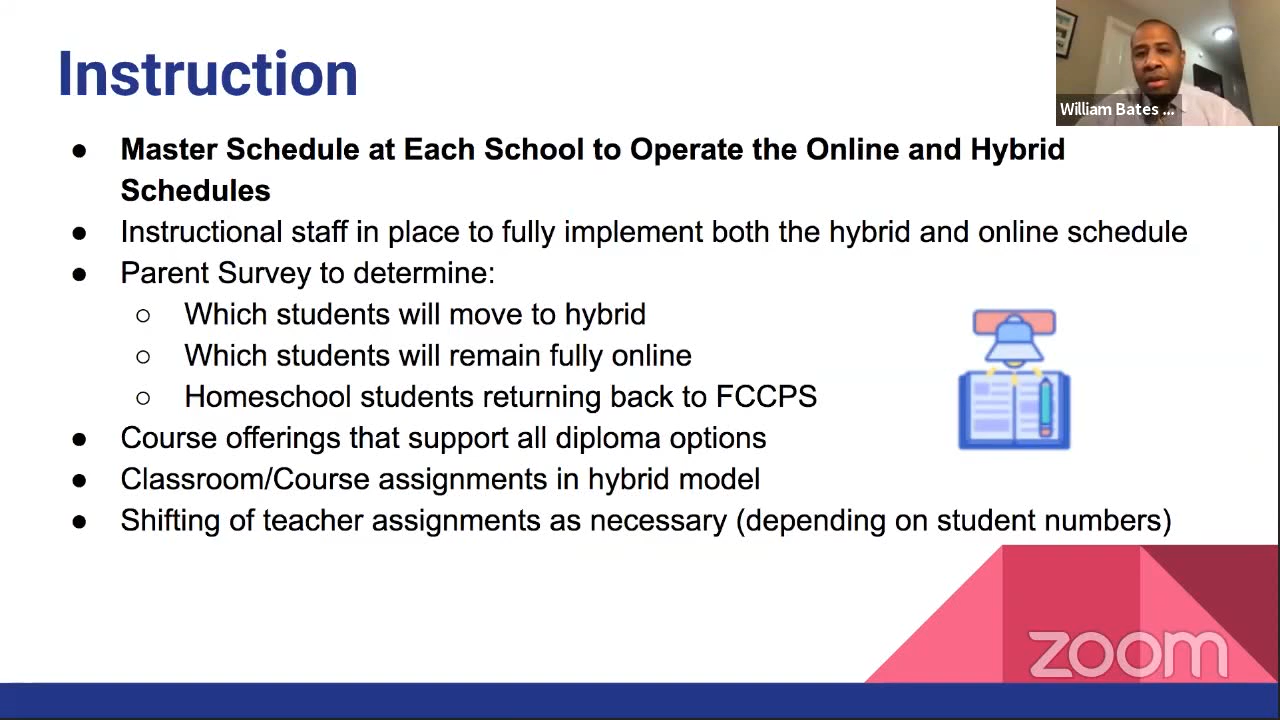 Instruction
William Bates ...
● Master Schedule at Each School to Operate the Online and Hybrid
Schedules
● Instructional staff in place to fully implement both the hybrid and online schedule
● Parent Survey to determine:
○ Which students will move to hybrid
○ Which students will remain fully online
○ Homeschool students returning back to FCCPS
● Course offerings that support all diploma options
● Classroom/Course assignments in hybrid model
● Shifting of teacher assignments as necessary (depending on student numbers)
zoom